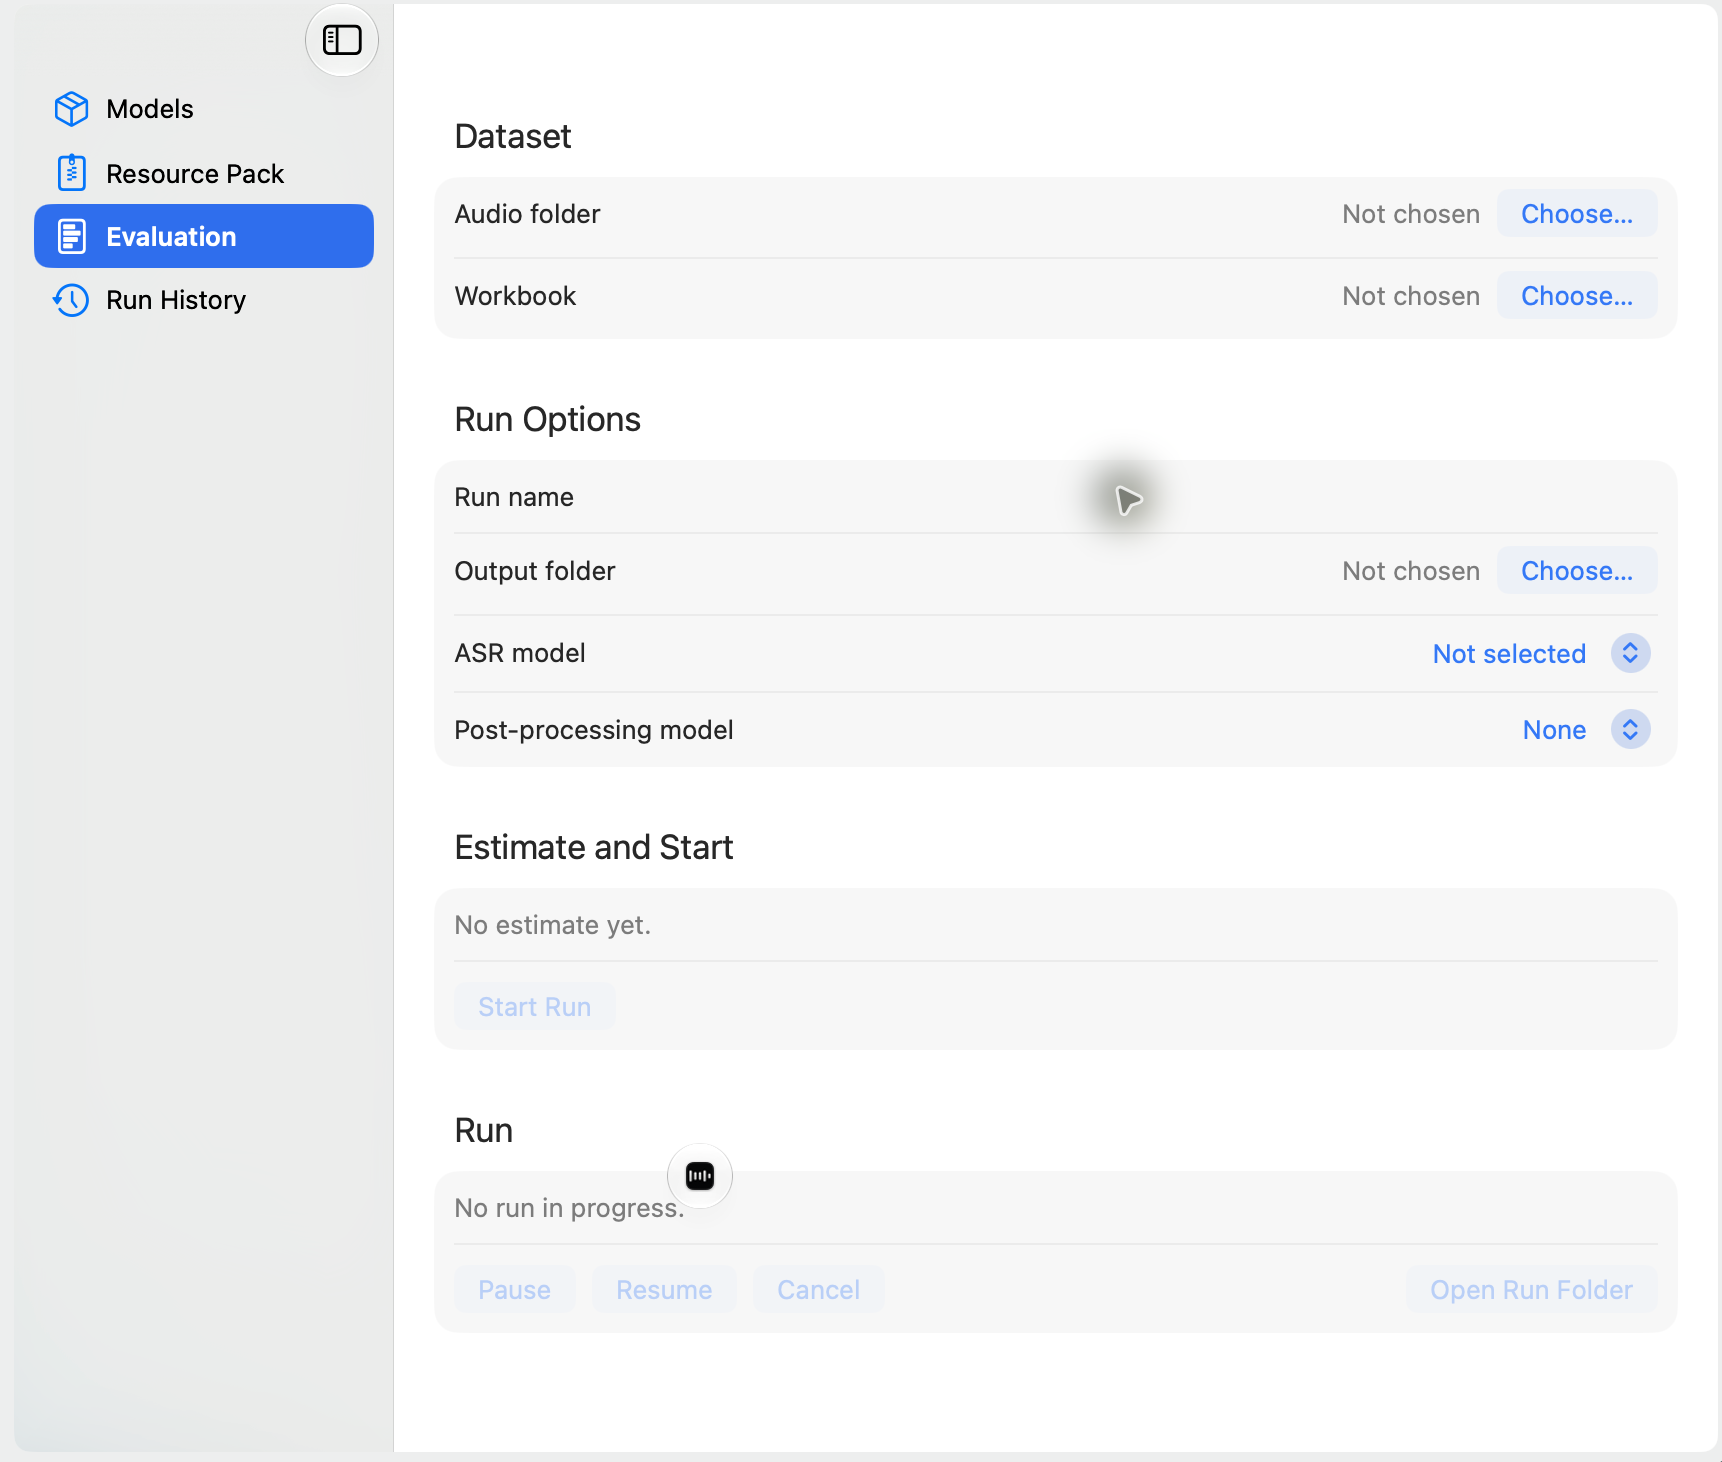 Models
Resource Pack
Evaluation
Run History
Dataset
Audio folder Not chosen Choose...
Workbook Not chosen Choose...
Run Options
Run name
Output folder Not chosen Choose...
ASR model Not selected
Post-processing model None
Estimate and Start
No estimate yet.
Start Run
Run
No run in progress.
Pause Resume Cancel Open Run Folder